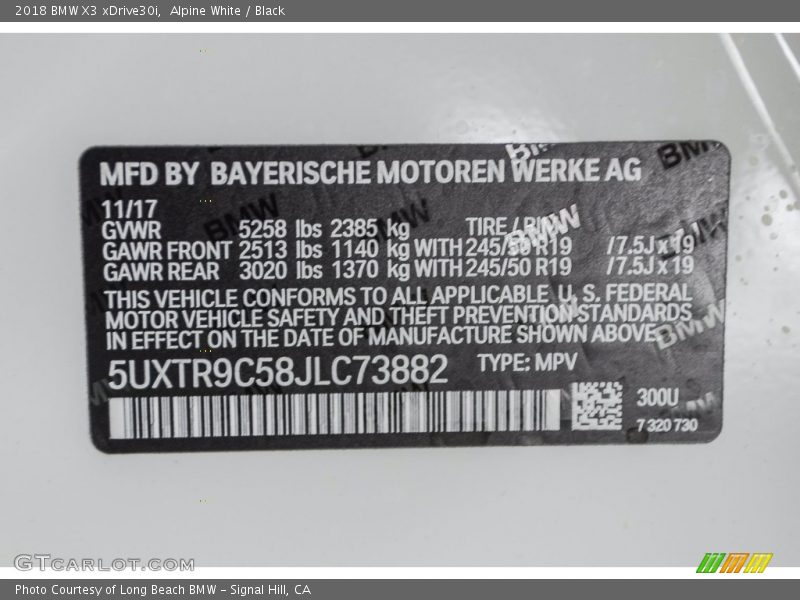 2018 BMW X3 xDrive30i,  Alpine White / Black
MFD BY BAYERISCHE MOTOREN WERKE AG
11/17
GVWR 5258 lbs 2385 kg TIRE / RIM
GAWR FRONT 2513 lbs 1140 kg WITH 245/50 R19 /7.5J x 19
GAWR REAR 3020 lbs 1370 kg WITH 245/50 R19 /7.5J x 19
THIS VEHICLE CONFORMS TO ALL APPLICABLE U. S. FEDERAL
MOTOR VEHICLE SAFETY AND THEFT PREVENTION STANDARDS
IN EFFECT ON THE DATE OF MANUFACTURE SHOWN ABOVE.
5UXTR9C58JLC73882 TYPE: MPV
300U
7 320 730
GTCARLOT.COM
Photo Courtesy of Long Beach BMW – Signal Hill, CA